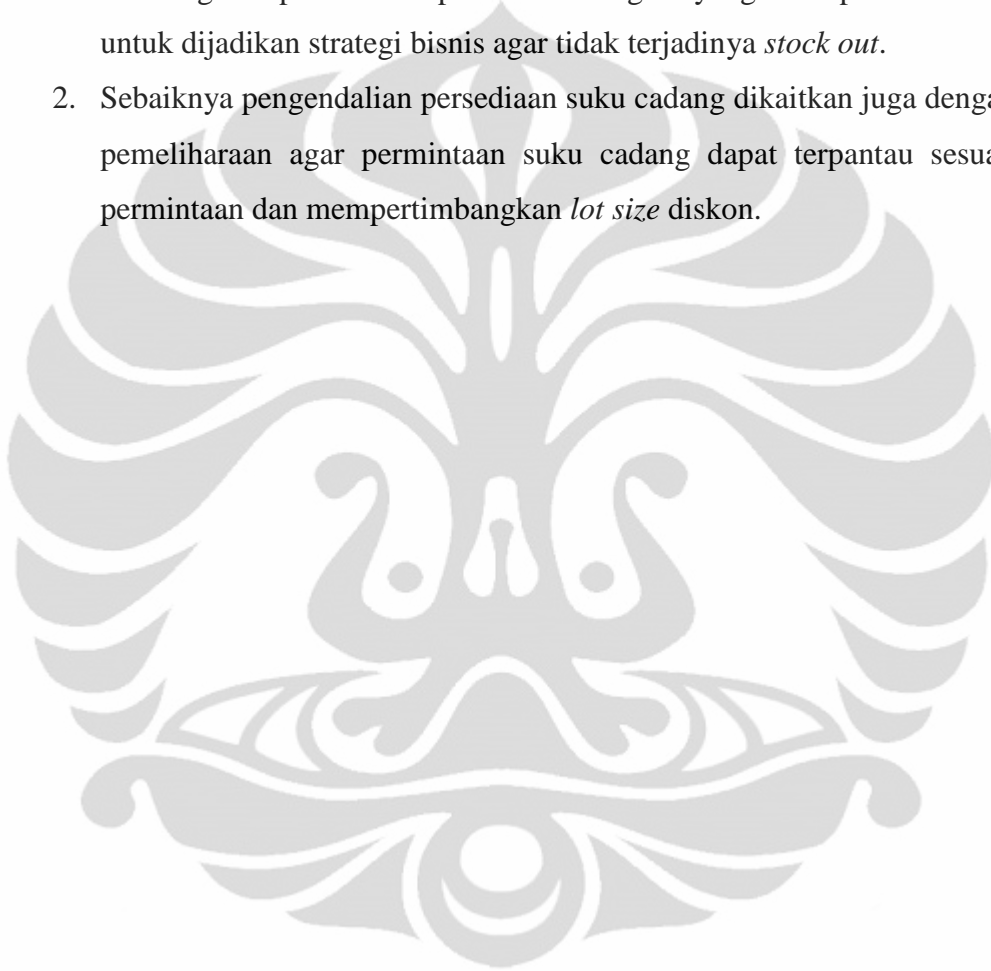 untuk dijadikan strategi bisnis agar tidak terjadinya stock out.
2. Sebaiknya pengendalian persediaan suku cadang dikaitkan juga denga
pemeliharaan agar permintaan suku cadang dapat terpantau sesua
permintaan dan mempertimbangkan lot size diskon.